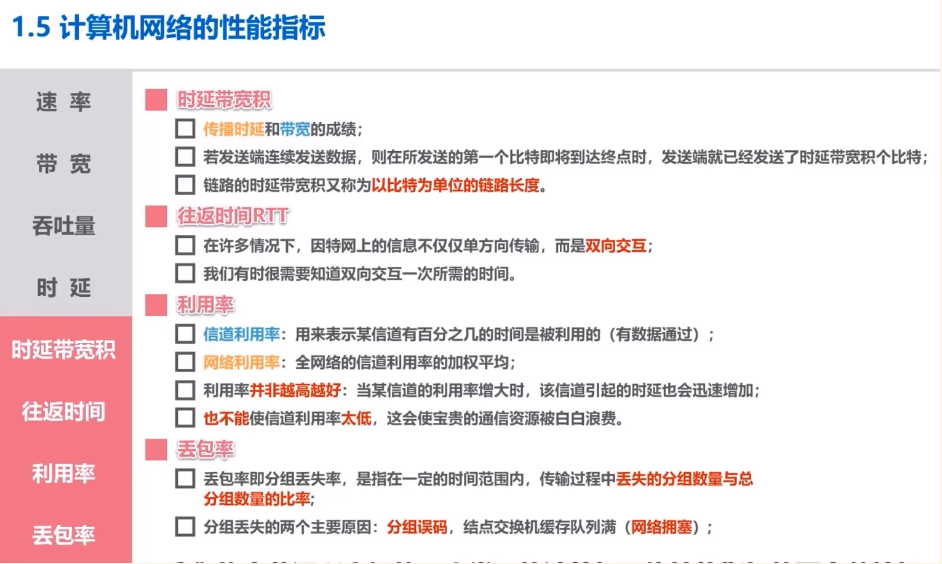 1.5 计算机网络的性能指标
速 率
带 宽
吞吐量
时 延
时延带宽积
往返时间
利用率
丢包率
时延带宽积
传播时延和带宽的成绩；
若发送端连续发送数据，则在所发送的第一个比特即将到达终点时，发送端就已经发送了时延带宽积个比特；
链路的时延带宽积又称为以比特为单位的链路长度。
往返时间RTT
在许多情况下，因特网上的信息不仅仅单方向传输，而是双向交互；
我们有时很需要知道双向交互一次所需的时间。
利用率
信道利用率：用来表示某信道有百分之几的时间是被利用的（有数据通过）；
网络利用率：全网络的信道利用率的加权平均；
利用率并非越高越好：当某信道的利用率增大时，该信道引起的时延也会迅速增加；
也不能使信道利用率太低，这会使宝贵的通信资源被白白浪费。
丢包率
丢包率即分组丢失率，是指在一定的时间范围内，传输过程中丢失的分组数量与总
分组数量的比率;
分组丢失的两个主要原因：分组误码，结点交换机缓存队列满（网络拥塞）；